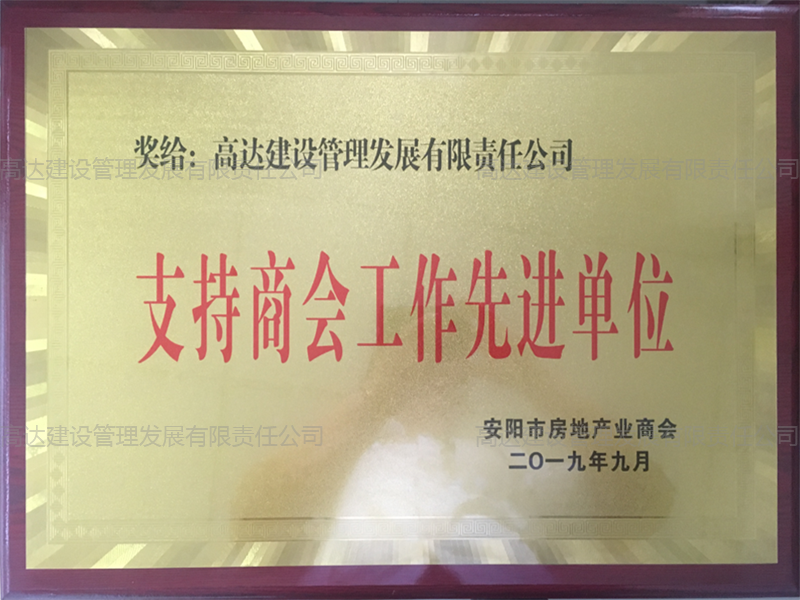 奖给：高达建设管理发展有限责任公司
高达建设管理发展有限责任公司
高达建设管理发展有限责任公司
支持商会工作先进单位
安阳市房地产业商会
高达建设管理发展有限责任公司
高达建设管理发展有限责任公司
二〇一九年九月